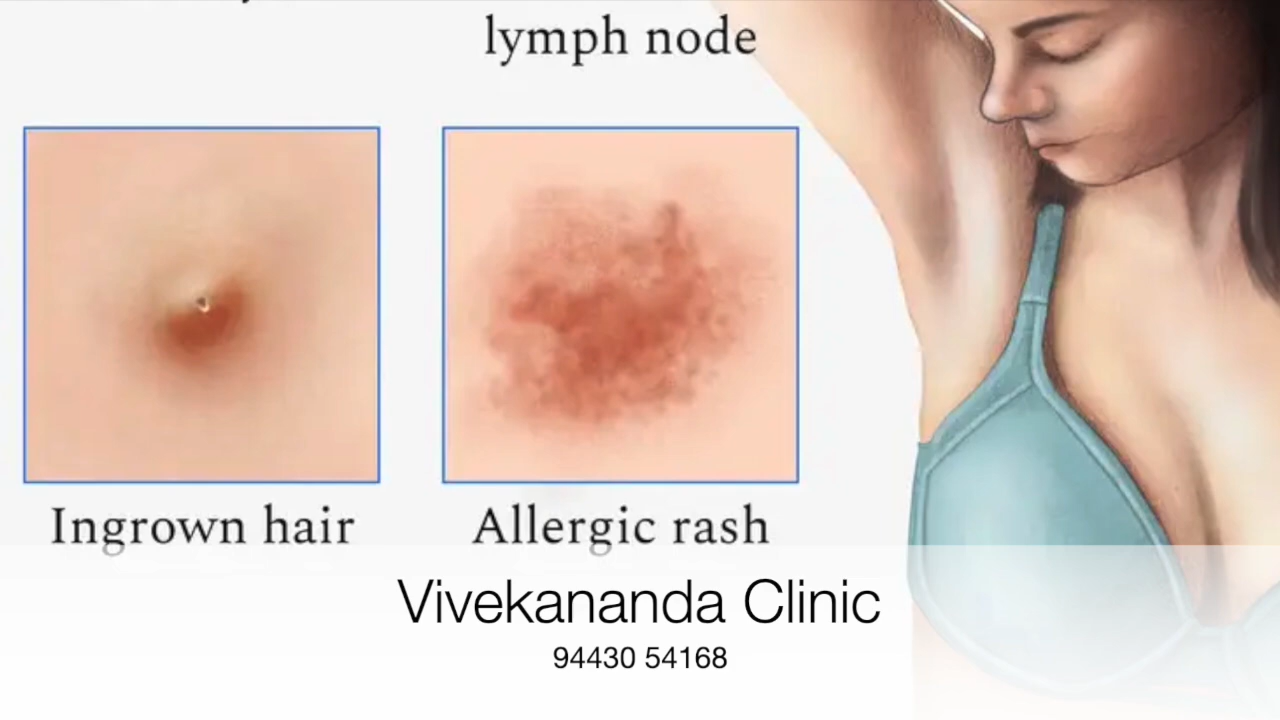 lymph node
Ingrown hair
Allergic rash
Vivekananda Clinic
94430 54168